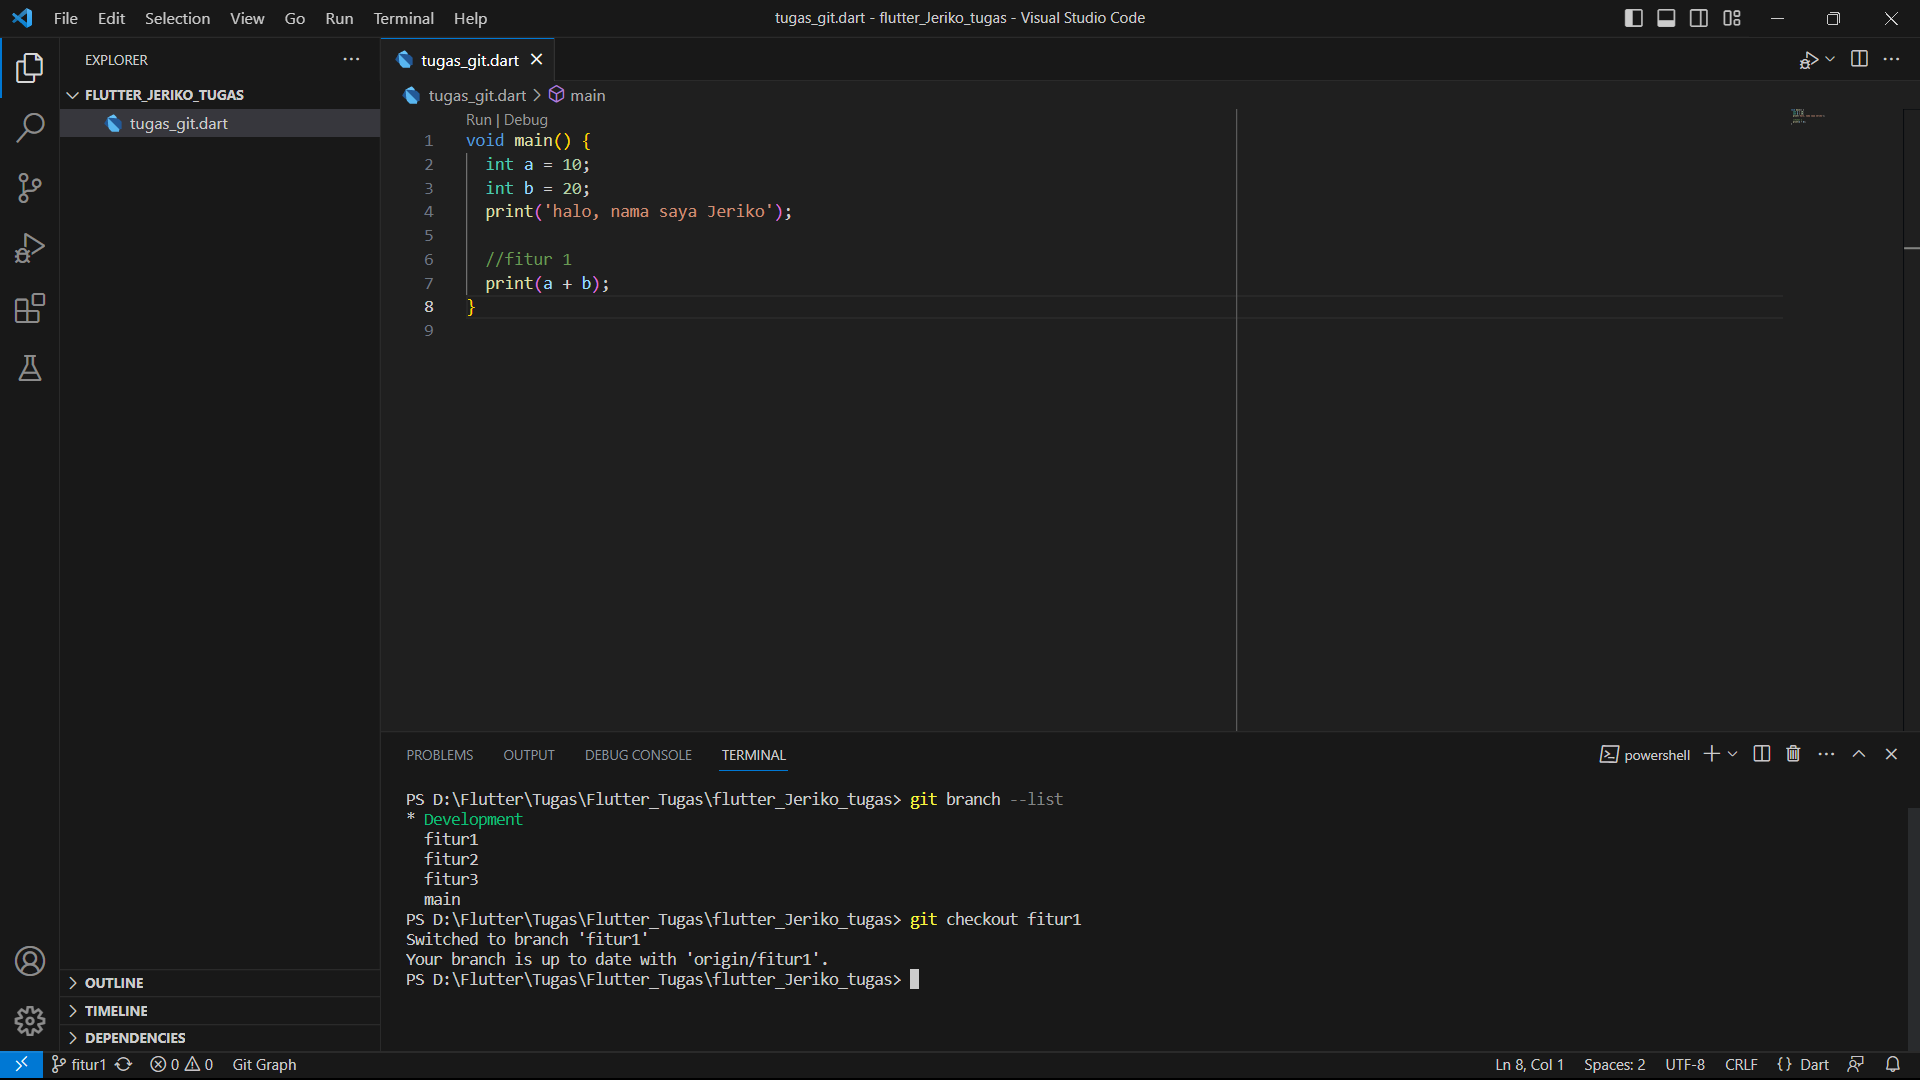 File Edit Selection View Go Run Terminal Help
tugas_git.dart - flutter_Jeriko_tugas - Visual Studio Code
EXPLORER
FLUTTER_JERIKO_TUGAS
tugas_git.dart
tugas_git.dart
tugas_git.dart > main
Run | Debug
1 void main() {
2 int a = 10;
3 int b = 20;
4 print('halo, nama saya Jeriko');
5
6 //fitur 1
7 print(a + b);
8 }
9
PROBLEMS OUTPUT DEBUG CONSOLE TERMINAL
powershell
PS D:\Flutter\Tugas\Flutter_Tugas\flutter_Jeriko_tugas> git branch --list
* Development
fitur1
fitur2
fitur3
main
PS D:\Flutter\Tugas\Flutter_Tugas\flutter_Jeriko_tugas> git checkout fitur1
Switched to branch 'fitur1'
Your branch is up to date with 'origin/fitur1'.
PS D:\Flutter\Tugas\Flutter_Tugas\flutter_Jeriko_tugas>
OUTLINE
TIMELINE
DEPENDENCIES
fitur1 0 0 Git Graph
Ln 8, Col 1 Spaces: 2 UTF-8 CRLF {} Dart